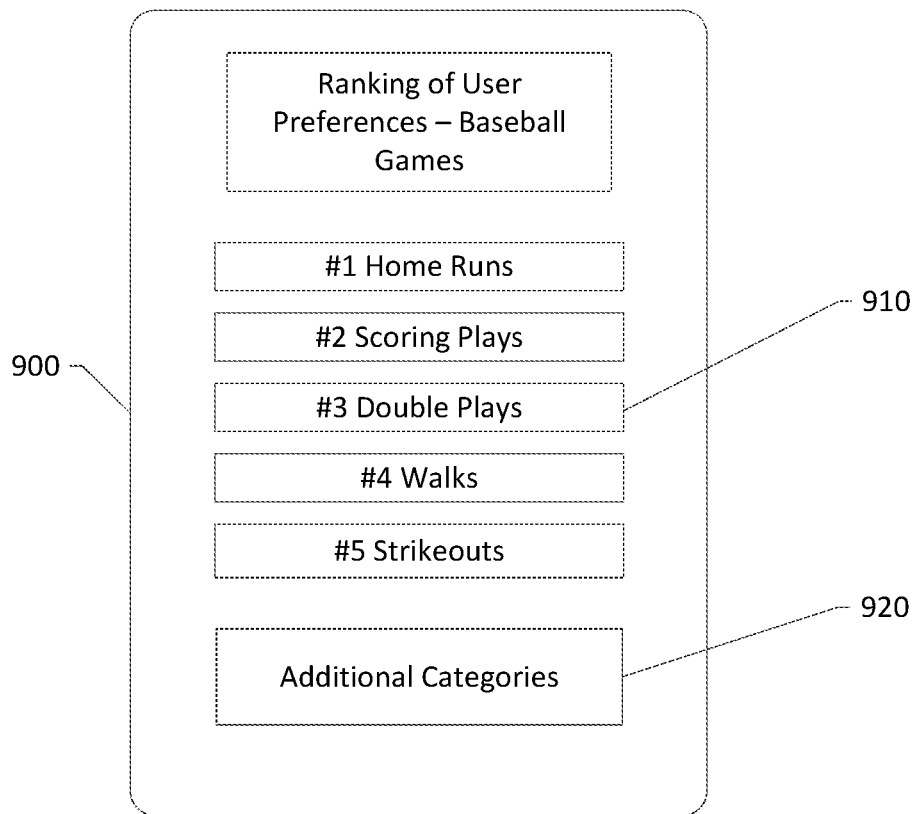 Ranking of User
Preferences – Baseball
Games
#1 Home Runs
910
#2 Scoring Plays
900
#3 Double Plays
#4 Walks
#5 Strikeouts
920
Additional Categories